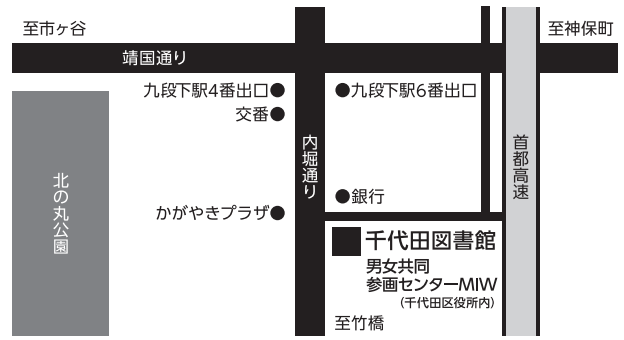 至市ヶ谷
至神保町
靖国通り
九段下駅4番出口●
●九段下駅6番出口
交番●
内堀通り
首都高速
北の丸公園
●銀行
かがやきプラザ●
千代田図書館
男女共同
参画センターMIW
(千代田区役所内)
至竹橋